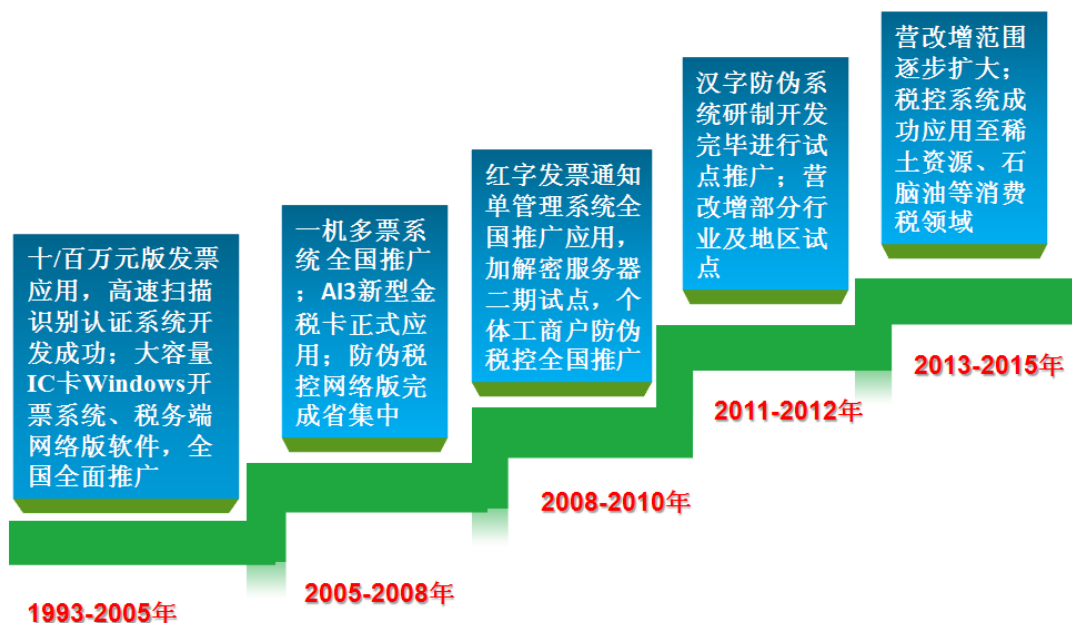 十/百万元版发票
应用，高速扫描
识别认证系统开
发成功；大容量
IC卡Windows开
票系统、税务端
网络版软件，全
国全面推广
1993-2005年
一机多票系
统 全国推广
；AI3新型金
税卡正式应
用；防伪税
控网络版完
成省集中
2005-2008年
红字发票通知
单管理系统全
国推广应用，
加解密服务器
二期试点，个
体工商户防伪
税控全国推广
2008-2010年
汉字防伪系
统研制开发
完毕进行试
点推广；营
改增部分行
业及地区试
点
2011-2012年
营改增范围
逐步扩大；
税控系统成
功应用至稀
土资源、石
脑油等消费
税领域
2013-2015年